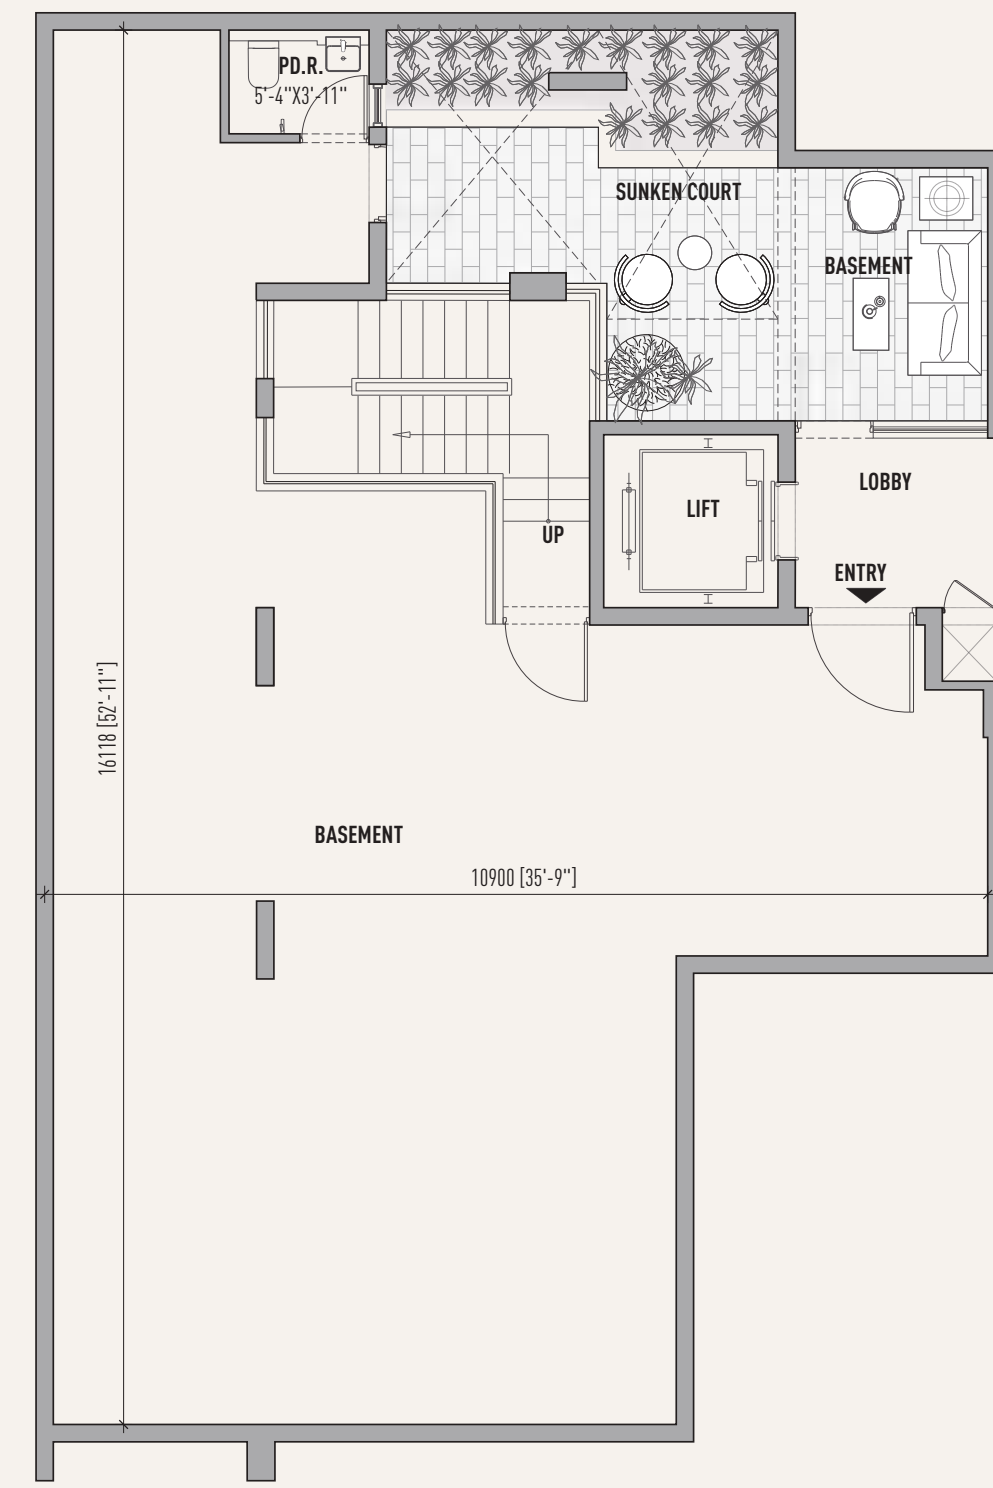 PD.R.
5'-4"X3'-11"
SUNKEN COURT
BASEMENT
LOBBY
LIFT
UP
ENTRY
16118 [52'-11"]
BASEMENT
10900 [35'-9"]